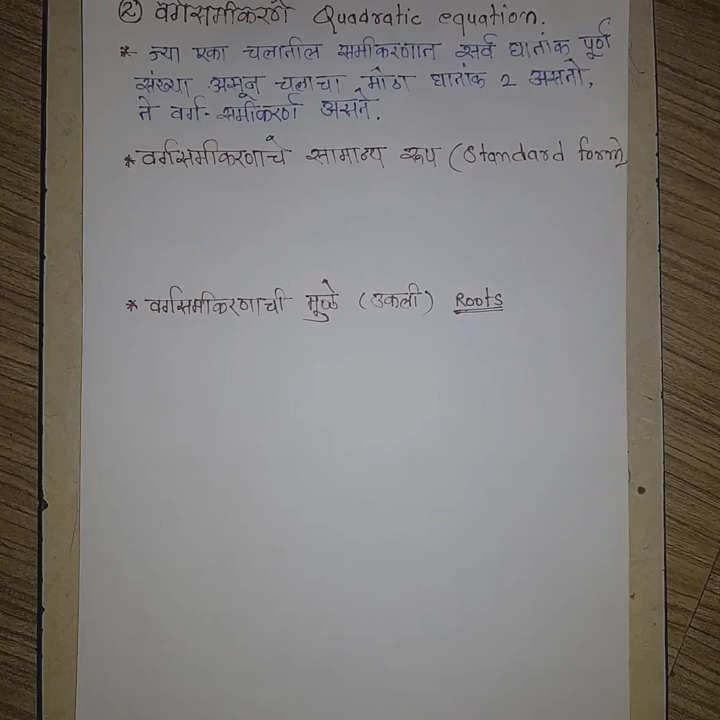 (२) वर्गसमीकरणे Quadratic equation.
* ज्या एका चलातील समीकरणात सर्व घातांक पूर्ण
संख्या असून चलाचा मोठा घातांक 2 असतो,
ते वर्ग-समीकरण असते.
* वर्गसमीकरणाचे सामान्य रूप (Standard form)
* वर्गसमीकरणाची मूळे (उकली) Roots